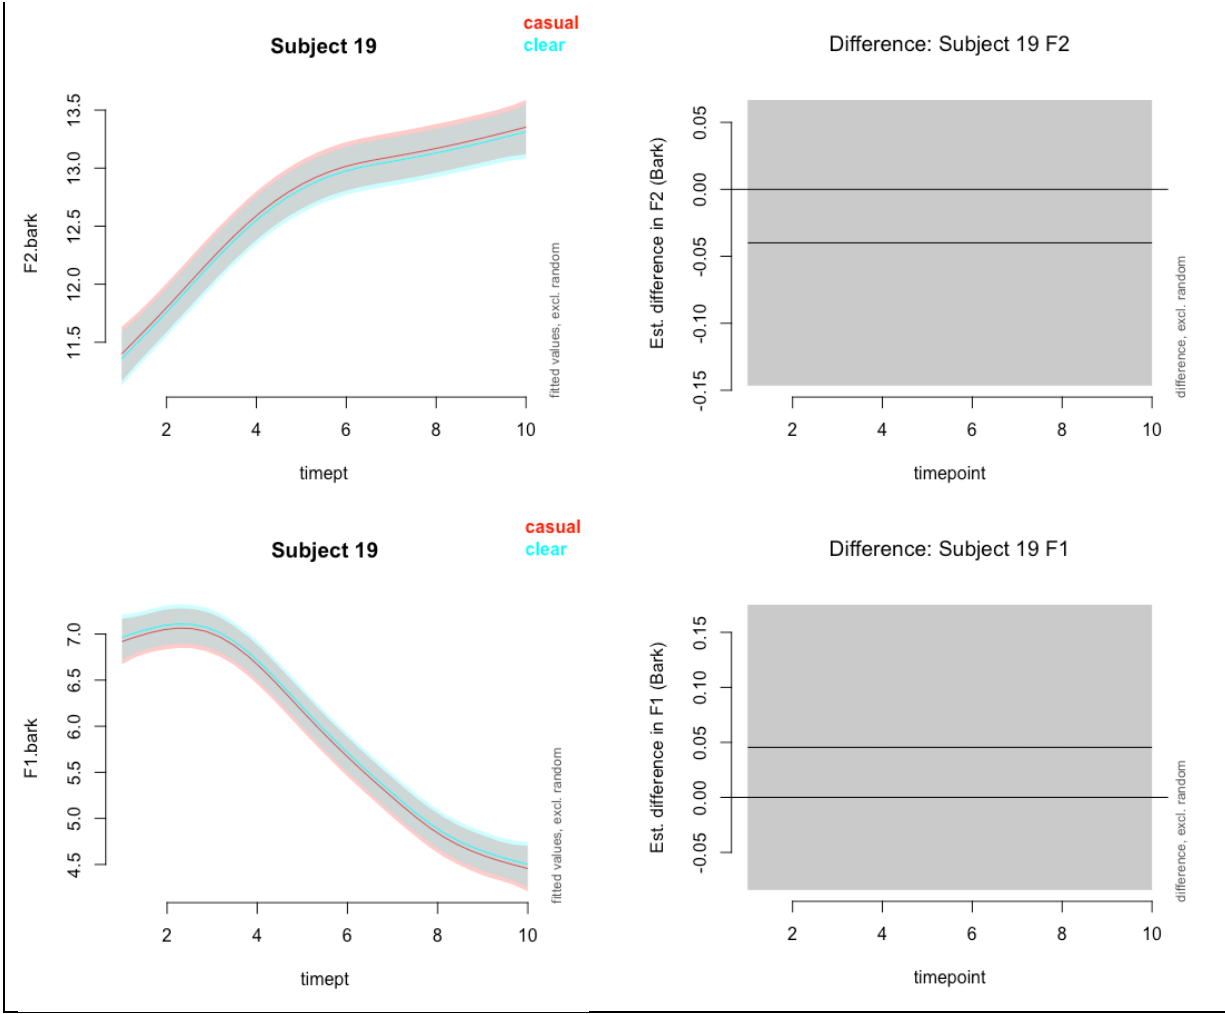 Subject 19
casual
clear
F2.bark
13.5
13.0
12.5
12.0
11.5
2 4 6 8 10
timept
fitted values, excl. random
Difference: Subject 19 F2
Est. difference in F2 (Bark)
0.05
0.00
-0.05
-0.10
-0.15
2 4 6 8 10
timepoint
difference, excl. random
Subject 19
casual
clear
F1.bark
7.0
6.5
6.0
5.5
5.0
4.5
2 4 6 8 10
timept
fitted values, excl. random
Difference: Subject 19 F1
Est. difference in F1 (Bark)
0.15
0.10
0.05
0.00
-0.05
2 4 6 8 10
timepoint
difference, excl. random